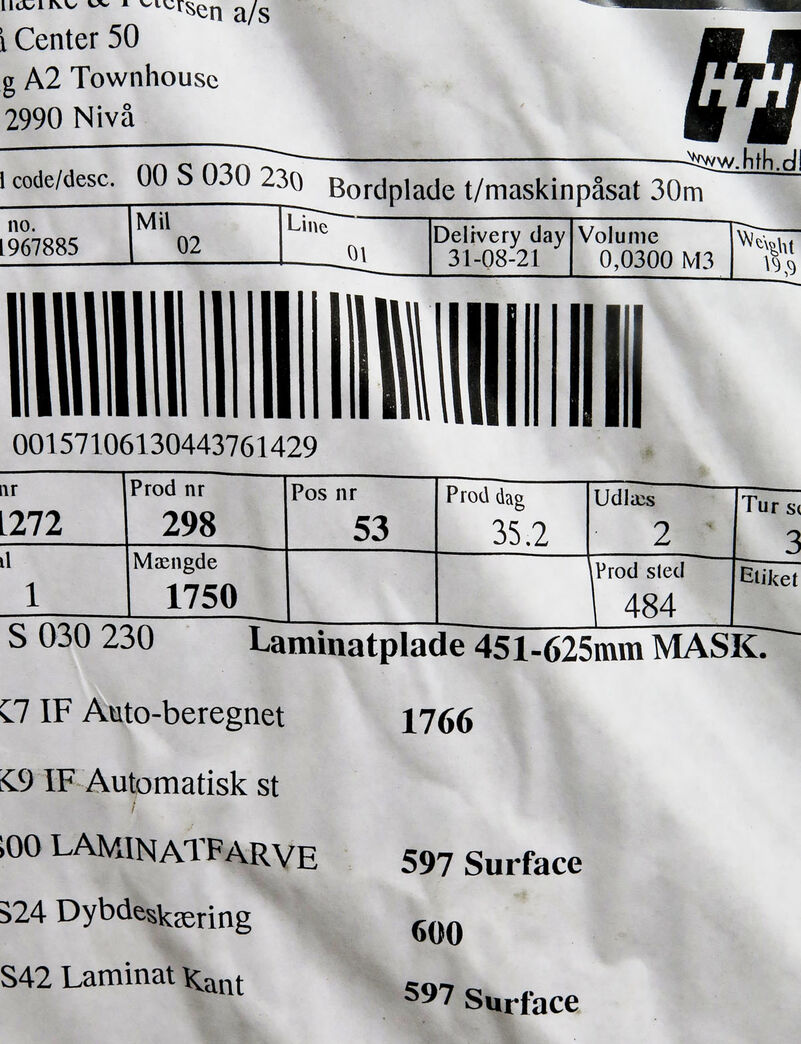 Petersen a/s
Center 50
A2 Townhouse
2990 Nivå
HTH
www.hth.d
code/desc. 00 S 030 230 Bordplade t/maskinpåsat 30m
no. Mil Line Delivery day Volume Weight
1967885 02 01 31-08-21 0,0300 M3 19,9
00157106130443761429
nr Prod nr Pos nr Prod dag Udlæs Tur
1272 298 53 35.2 2 3
Mængde Prod sted Etiket
1 1750 484
S 030 230 Laminatplade 451-625mm MASK.
K7 IF Auto-beregnet 1766
K9 IF Automatisk st
S00 LAMINATFARVE 597 Surface
S24 Dybdeskæring 600
S42 Laminat Kant 597 Surface